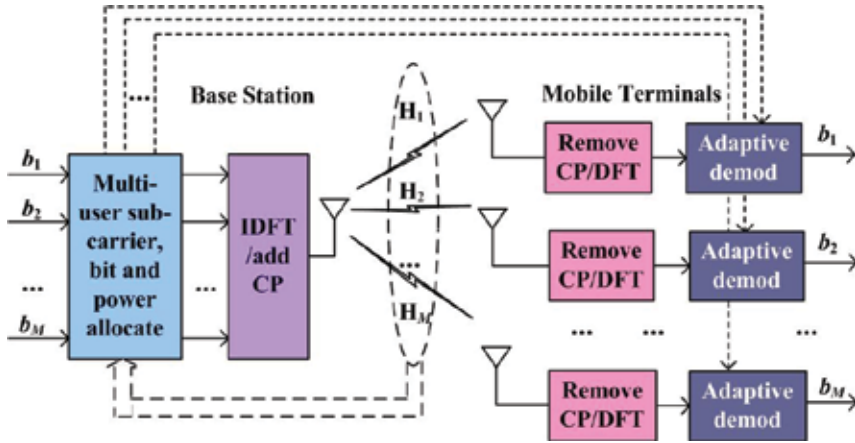 ...
Base Station
Mobile Terminals
H1
H2
...
HM
b1
b2
...
bM
Multi-
user sub-
carrier,
bit and
power
allocate
...
IDFT
/add
CP
Remove
CP/DFT
Adaptive
demod
b1
Remove
CP/DFT
Adaptive
demod
b2
...
...
...
Remove
CP/DFT
Adaptive
demod
bM